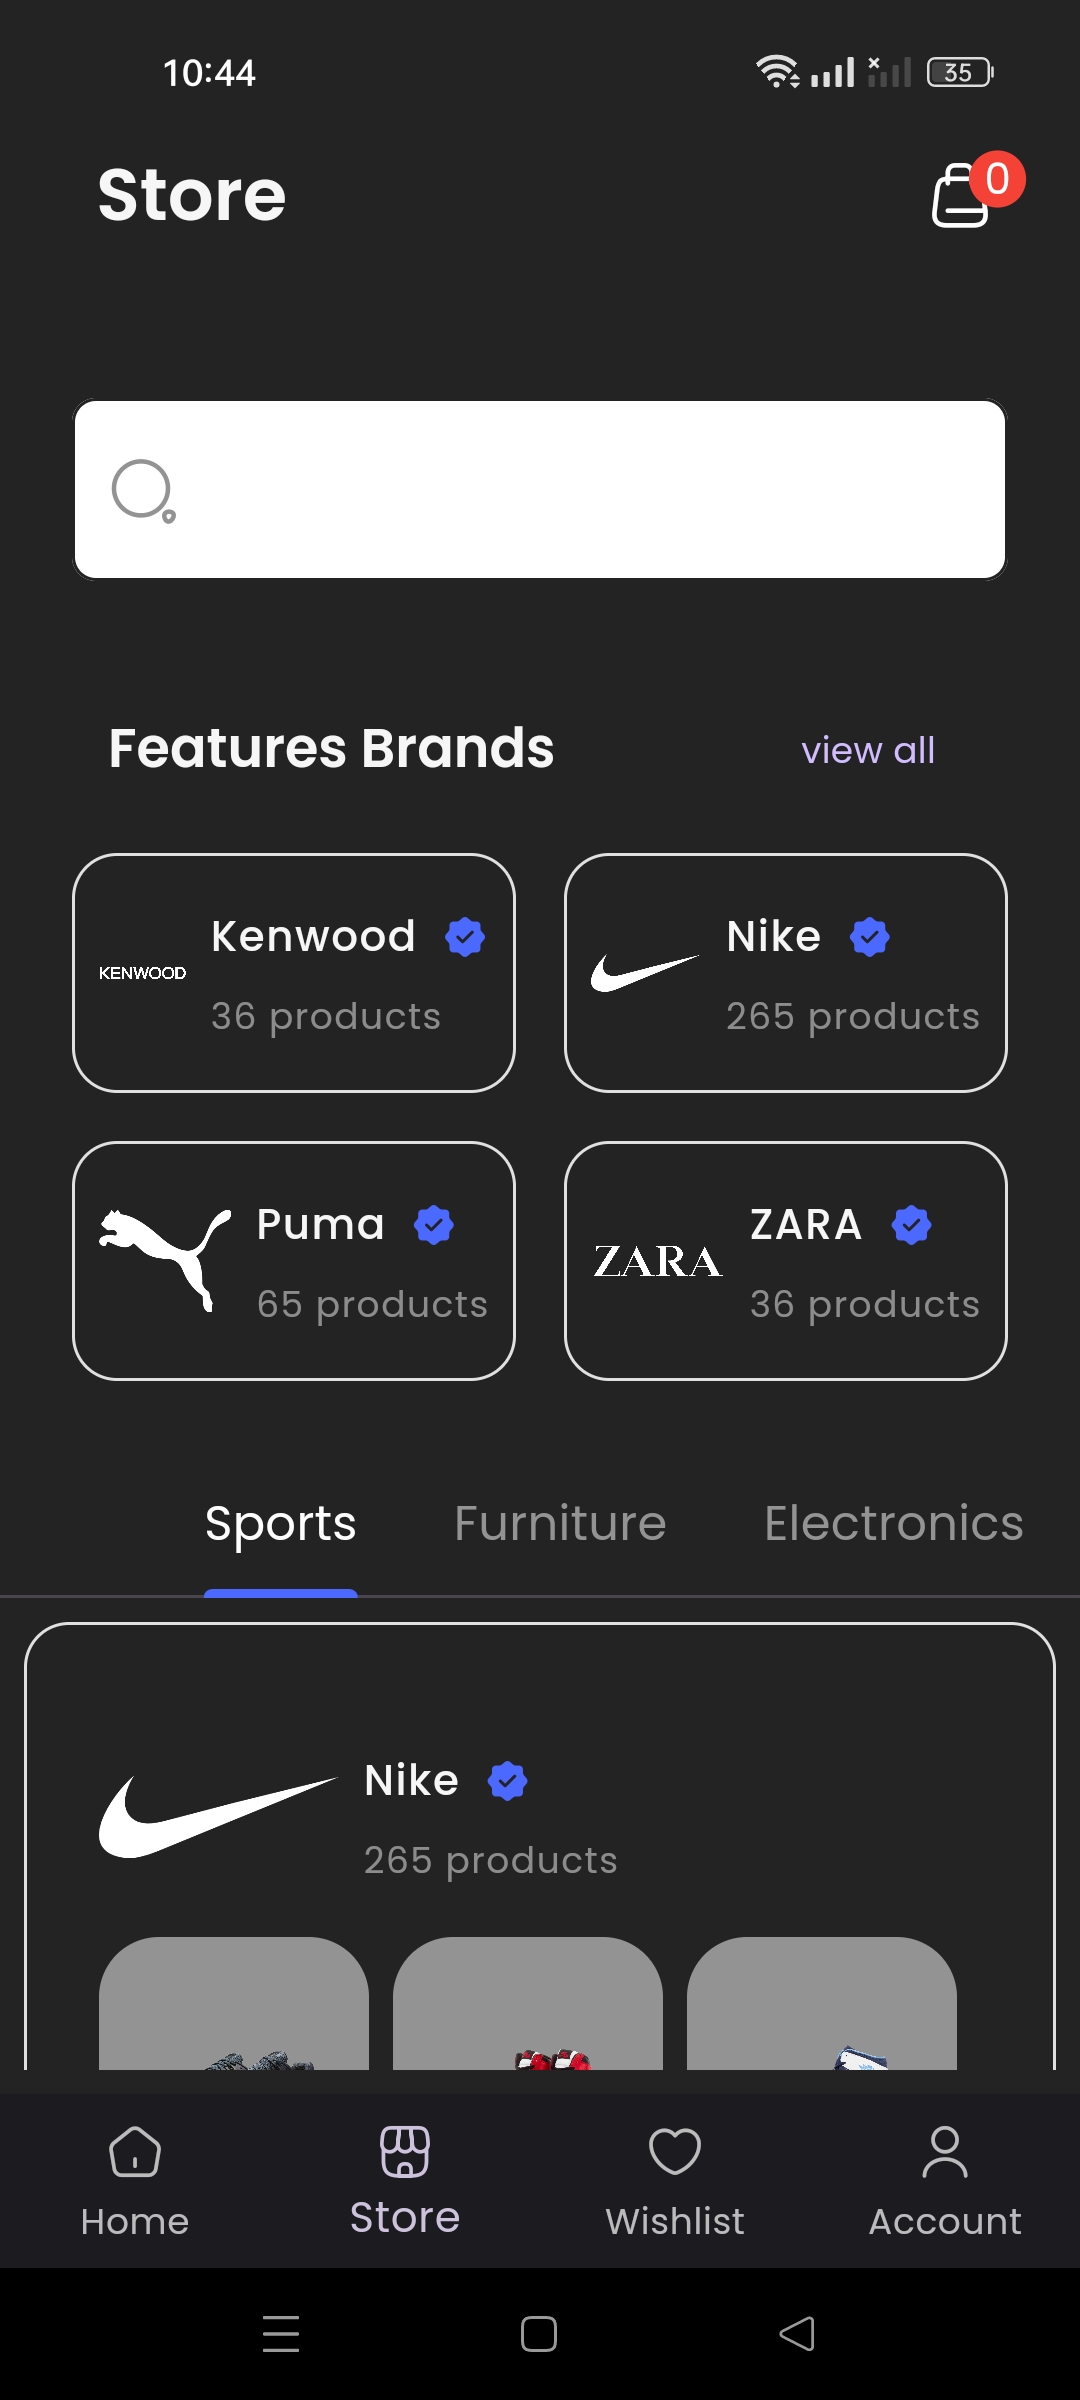 10:44
35
Store
0
Features Brands
view all
Kenwood
KENWOOD
36 products
Nike
265 products
Puma
65 products
ZARA
ZARA
36 products
Sports
Furniture
Electronics
Nike
265 products
Home
Store
Wishlist
Account